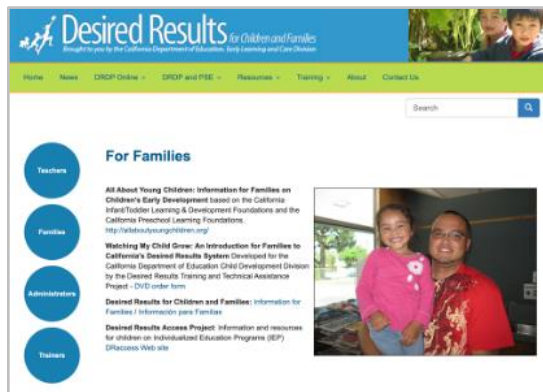 Desired Results for Children and Families
Brought to you by the California Department of Education, Early Learning and Care Division
Home News DRDP Online DRDP and PSE Resources Training About Contact Us
Search
Teachers
Families
Administrators
Trainers
For Families
All About Young Children: Information for Families on
Children's Early Development based on the California
Infant/Toddler Learning & Development Foundations and the
California Preschool Learning Foundations.
http://allaboutyoungchildren.org/
Watching My Child Grow: An Introduction for Families to
California's Desired Results System Developed for the
California Department of Education Child Development Division
by the Desired Results Training and Technical Assistance
Project - DVD order form
Desired Results for Children and Families: Information for
Families / Información para Familias
Desired Results Access Project: Information and resources
for children on Individualized Education Programs (IEP)
DRaccess Web site